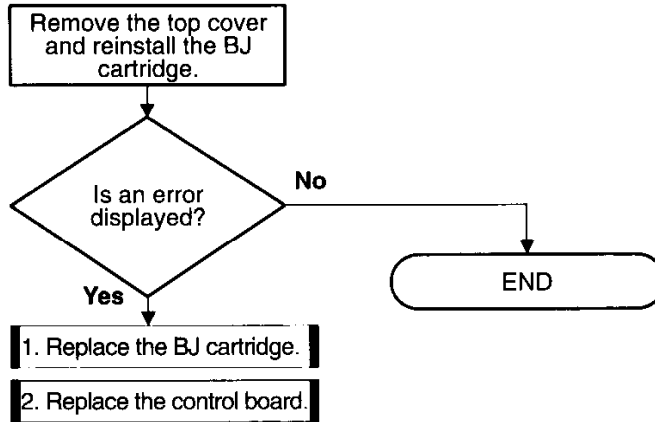 Remove the top cover
and reinstall the BJ
cartridge.
Is an error
displayed?
No
END
Yes
1. Replace the BJ cartridge.
2. Replace the control board.